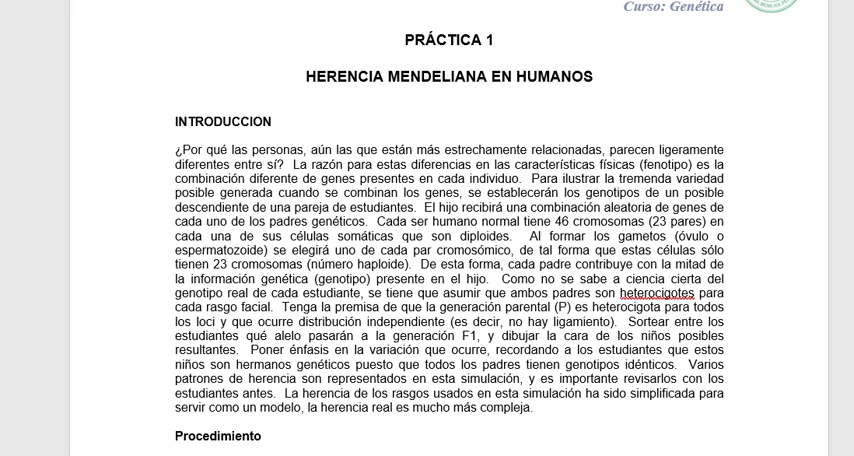 Curso: Genética
PRÁCTICA 1
HERENCIA MENDELIANA EN HUMANOS
INTRODUCCION
¿Por qué las personas, aún las que están más estrechamente relacionadas, parecen ligeramente
diferentes entre sí? La razón para estas diferencias en las características físicas (fenotipo) es la
combinación diferente de genes presentes en cada individuo. Para ilustrar la tremenda variedad
posible generada cuando se combinan los genes, se establecerán los genotipos de un posible
descendiente de una pareja de estudiantes. El hijo recibirá una combinación aleatoria de genes de
cada uno de los padres genéticos. Cada ser humano normal tiene 46 cromosomas (23 pares) en
cada una de sus células somáticas que son diploides. Al formar los gametos (óvulo o
espermatozoide) se elegirá uno de cada par cromosómico, de tal forma que estas células sólo
tienen 23 cromosomas (número haploide). De esta forma, cada padre contribuye con la mitad de
la información genética (genotipo) presente en el hijo. Como no se sabe a ciencia cierta del
genotipo real de cada estudiante, se tiene que asumir que ambos padres son heterocigotes para
cada rasgo facial. Tenga la premisa de que la generación parental (P) es heterocigota para todos
los loci y que ocurre distribución independiente (es decir, no hay ligamiento). Sortear entre los
estudiantes qué alelo pasarán a la generación F1, y dibujar la cara de los niños posibles
resultantes. Poner énfasis en la variación que ocurre, recordando a los estudiantes que estos
niños son hermanos genéticos puesto que todos los padres tienen genotipos idénticos. Varios
patrones de herencia son representados en esta simulación, y es importante revisarlos con los
estudiantes antes. La herencia de los rasgos usados en esta simulación ha sido simplificada para
servir como un modelo, la herencia real es mucho más compleja.
Procedimiento